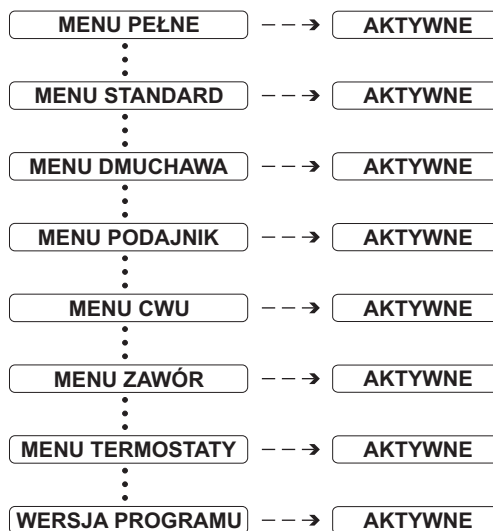 MENU PEŁNE AKTYWNE
MENU STANDARD AKTYWNE
MENU DMUCHAWA AKTYWNE
MENU PODAJNIK AKTYWNE
MENU CWU AKTYWNE
MENU ZAWÓR AKTYWNE
MENU TERMOSTATY AKTYWNE
WERSJA PROGRAMU AKTYWNE